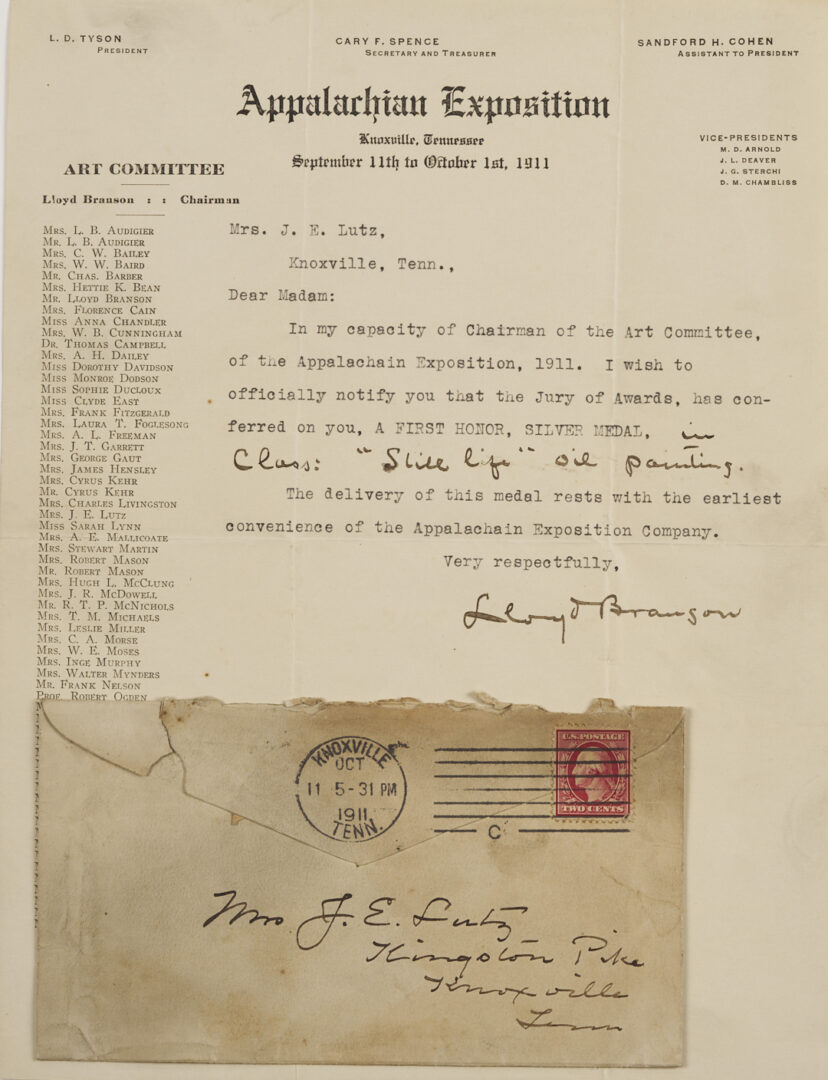 L. D. TYSON
PRESIDENT
CARY F. SPENCE
SECRETARY AND TREASURER
SANDFORD H. COHEN
ASSISTANT TO PRESIDENT
Appalachian Exposition
Knoxville, Tennessee
September 11th to October 1st, 1911
VICE-PRESIDENTS
M. D. ARNOLD
J. L. DEAVER
J. G. STERCHI
D. M. CHAMBLISS
ART COMMITTEE
Lloyd Branson : : Chairman
MRS. L. B. AUDIGIER
MR. L. B. AUDIGIER
MRS. C. W. BAILEY
MRS. W. W. BAIRD
MR. CHAS. BARBER
MRS. HETTIE K. BEAN
MR. LLOYD BRANSON
MRS. FLORENCE CAIN
MISS ANNA CHANDLER
MRS. W. B. CUNNINGHAM
DR. THOMAS CAMPBELL
MRS. A. H. DAILEY
MISS DOROTHY DAVIDSON
MISS MONROE DODSON
MISS SOPHIE DUCLOUX
MISS CLYDE EAST
MRS. FRANK FITZGERALD
MRS. LAURA T. FOGLESONG
MRS. A. L. FREEMAN
MRS. J. T. GARRETT
MRS. GEORGE GAUT
MRS. JAMES HENSLEY
MRS. CYRUS KEHR
MR. CYRUS KEHR
MRS. CHARLES LIVINGSTON
MRS. J. E. LUTZ
MISS SARAH LYNN
MRS. A. E. MALLICOATE
MRS. STEWART MARTIN
MRS. ROBERT MASON
MR. ROBERT MASON
MRS. HUGH L. MCCLUNG
MRS. J. R. MCDOWELL
MR. R. T. P. MCNICHOLS
MRS. T. M. MICHAELS
MRS. LESLIE MILLER
MRS. C. A. MORSE
MRS. W. E. MOSES
MRS. INGE MURPHY
MRS. WALTER MYNDERS
MR. FRANK NELSON
PROF. ROBERT OGDEN
Mrs. J. E. Lutz,
Knoxville, Tenn.,
Dear Madam:
In my capacity of Chairman of the Art Committee,
of the Appalachain Exposition, 1911. I wish to
officially notify you that the Jury of Awards, has con-
ferred on you, A FIRST HONOR, SILVER MEDAL, in
Class: "Still life" oil painting.
The delivery of this medal rests with the earliest
convenience of the Appalachain Exposition Company.
Very respectfully,
Lloyd Branson
KNOXVILLE
OCT
11 5-31 PM
1911
TENN.
C
U.S. POSTAGE
TWO CENTS
Mrs J. E. Lutz
Kingston Pike
Knoxville
Tenn